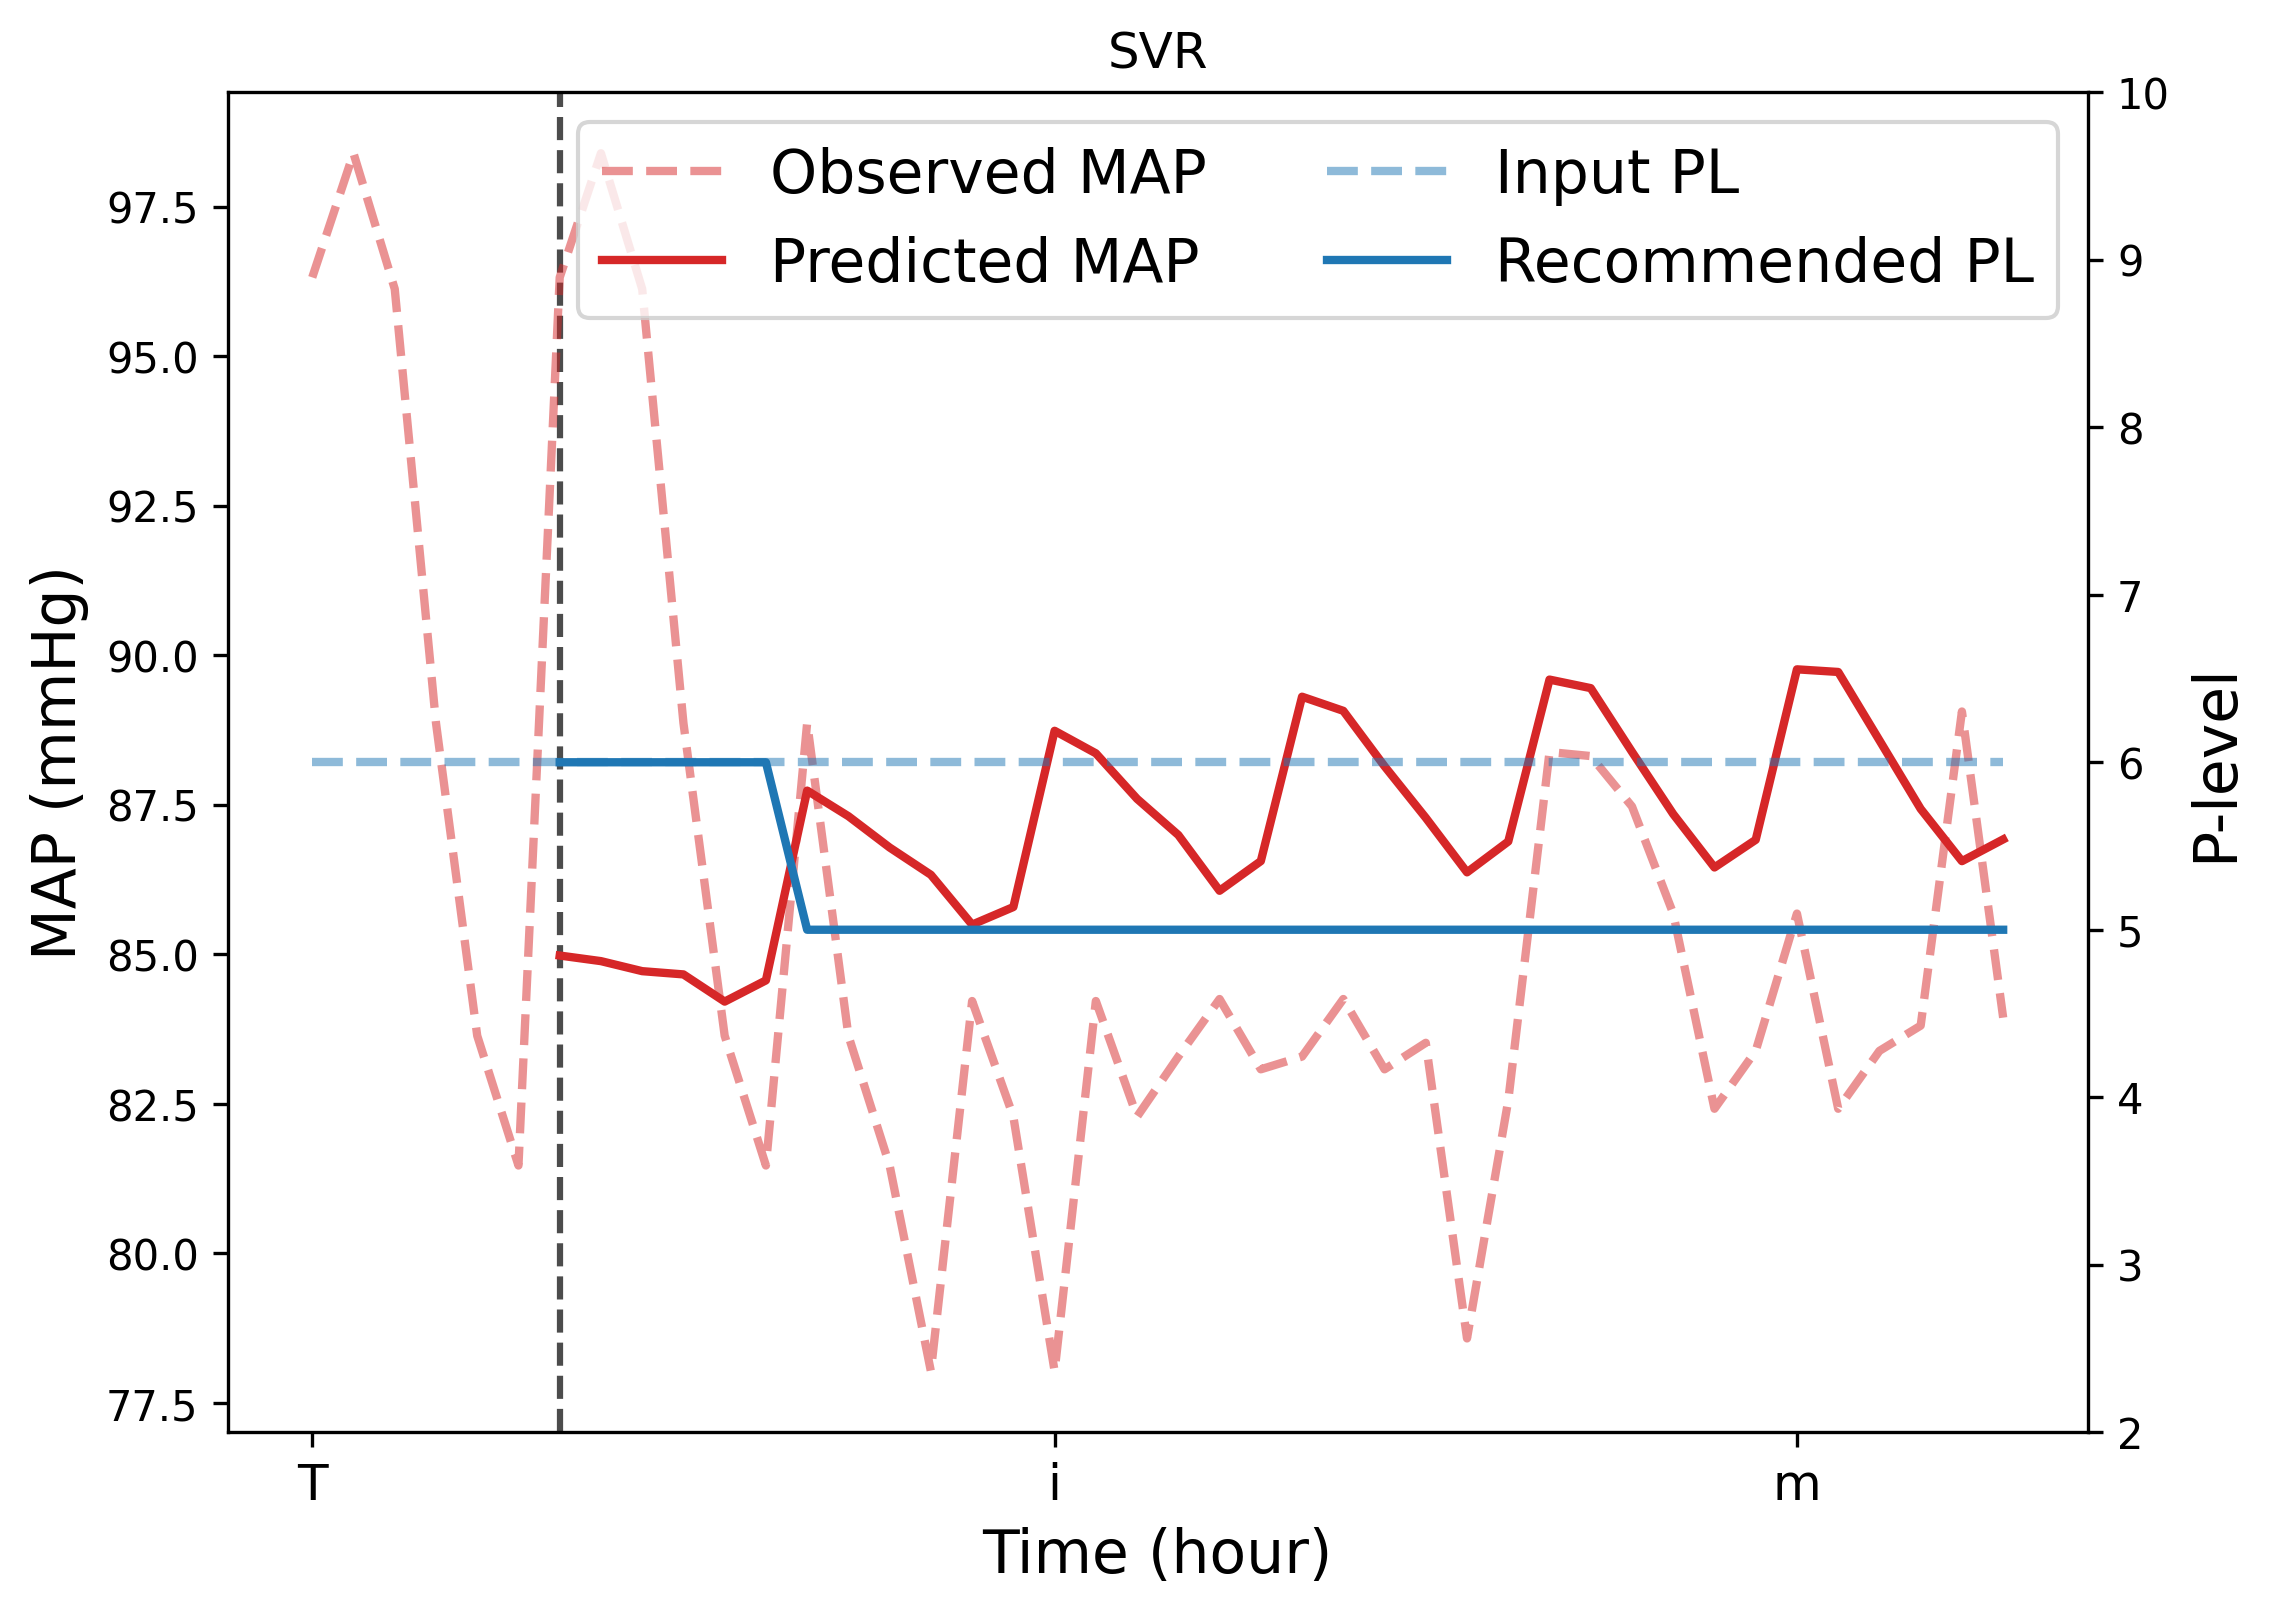 SVR
Observed MAP
Predicted MAP
Input PL
Recommended PL
MAP (mmHg)
97.5
95.0
92.5
90.0
87.5
85.0
82.5
80.0
77.5
10
9
8
7
6
5
4
3
2
P-level
T
i
m
Time (hour)